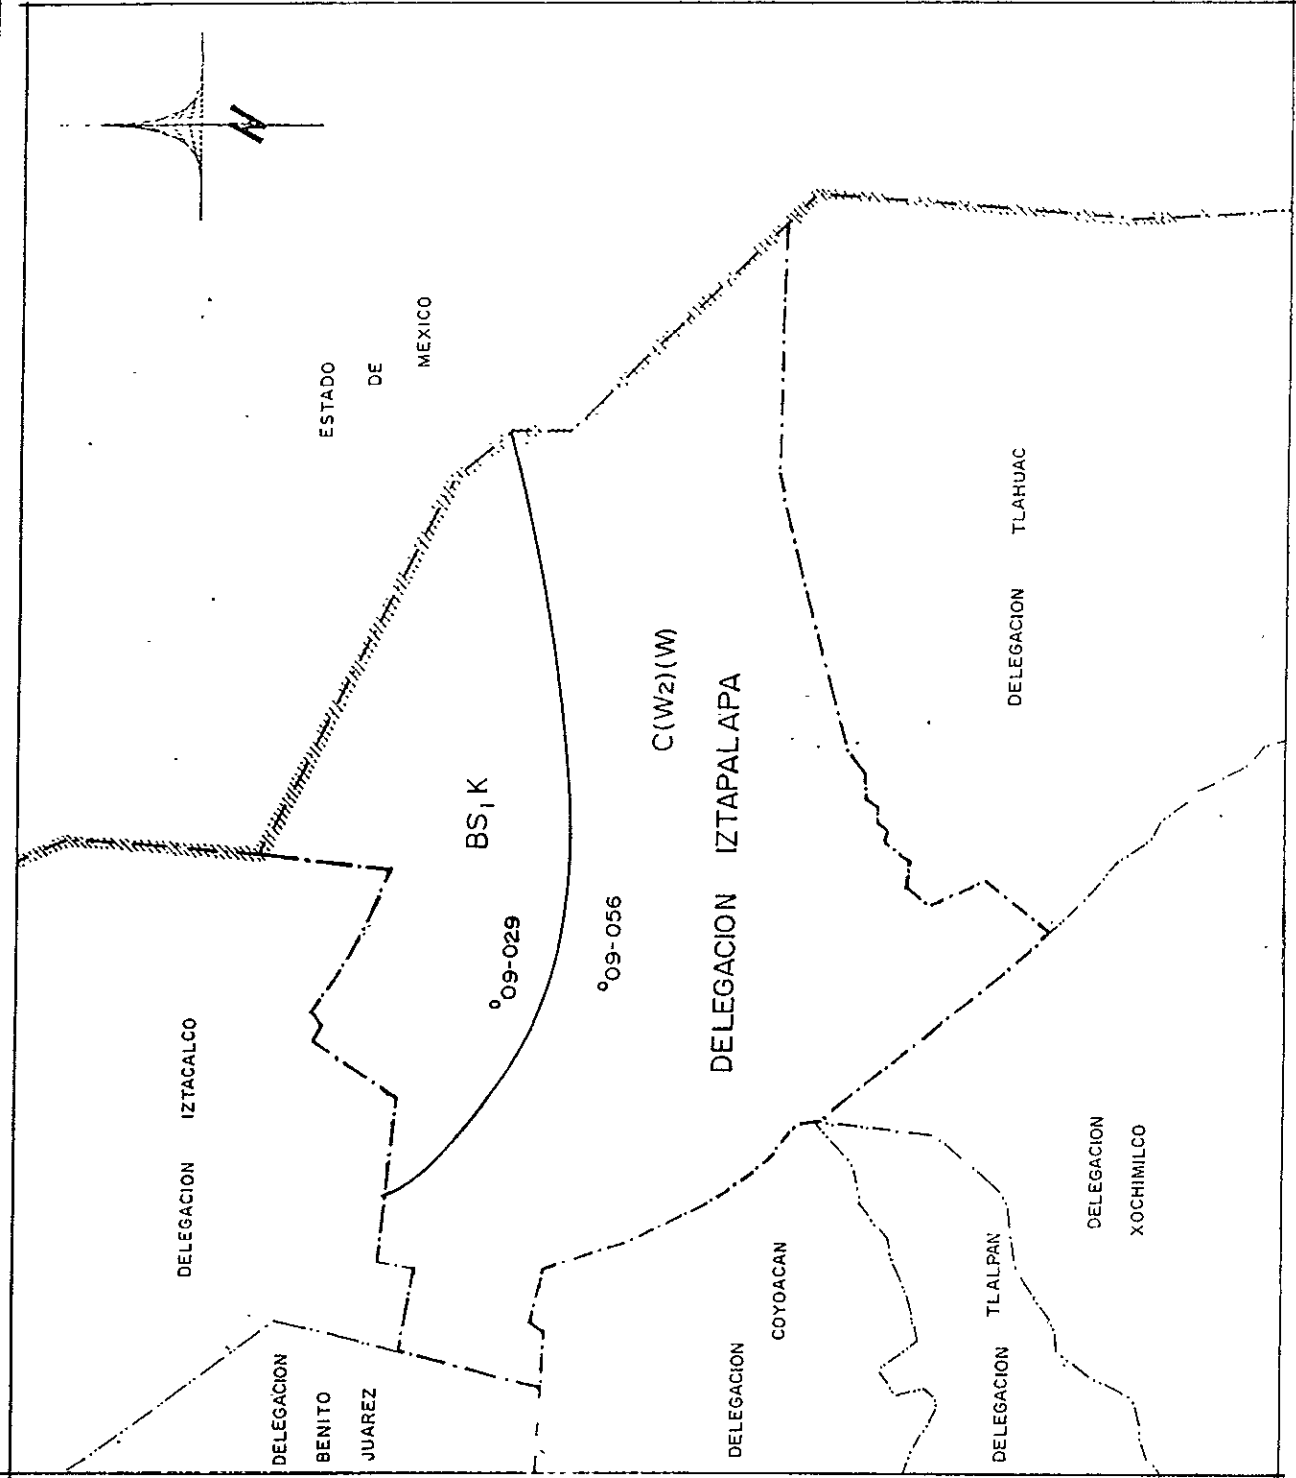 N
ESTADO
DE
MEXICO
DELEGACION IZTACALCO
DELEGACION
BENITO
JUAREZ
BS₁K
°09-029
°09-056
C(W2)(W)
DELEGACION IZTAPALAPA
DELEGACION TLAHUAC
DELEGACION
COYOACAN
DELEGACION TLALPAN
DELEGACION
XOCHIMILCO